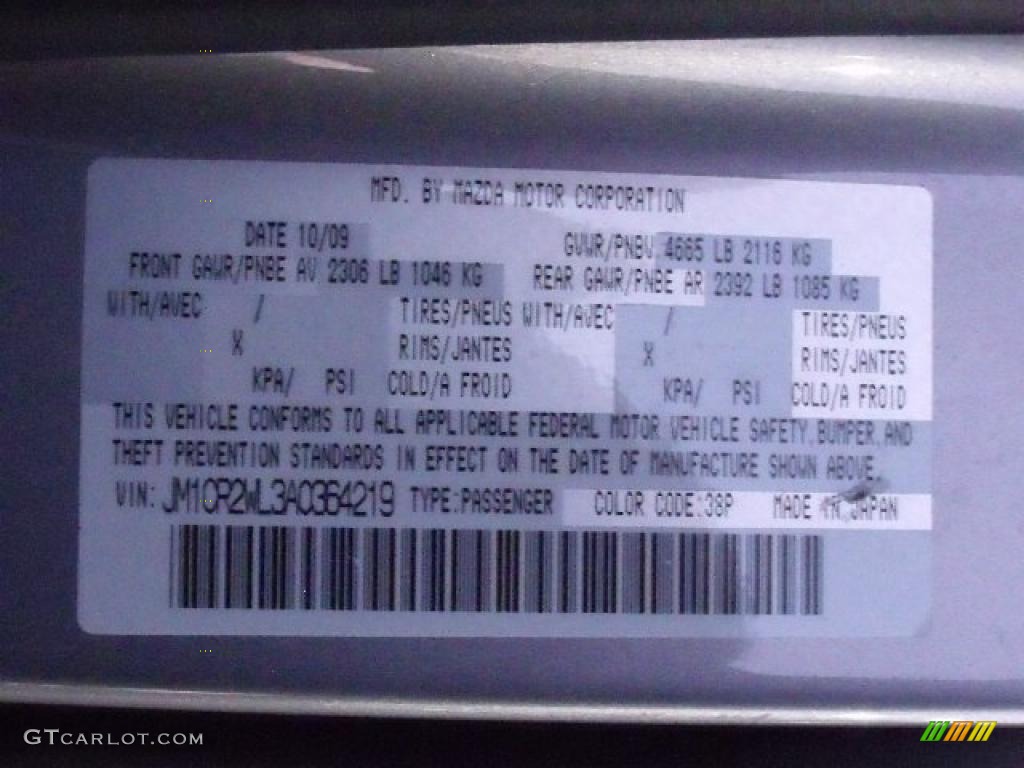 MFD. BY MAZDA MOTOR CORPORATION
DATE 10/09 GVWR/PNBV 4665 LB 2116 KG
FRONT GAWR/PNBE AV 2306 LB 1046 KG REAR GAWR/PNBE AR 2392 LB 1085 KG
WITH/AVEC / TIRES/PNEUS WITH/AVEC / TIRES/PNEUS
X RIMS/JANTES X RIMS/JANTES
KPA/ PSI COLD/A FROID KPA/ PSI COLD/A FROID
THIS VEHICLE CONFORMS TO ALL APPLICABLE FEDERAL MOTOR VEHICLE SAFETY,BUMPER,AND
THEFT PREVENTION STANDARDS IN EFFECT ON THE DATE OF MANUFACTURE SHOWN ABOVE.
VIN: JM1CR2WL3A0364219 TYPE:PASSENGER COLOR CODE:38P MADE IN JAPAN
GTCARLOT.COM